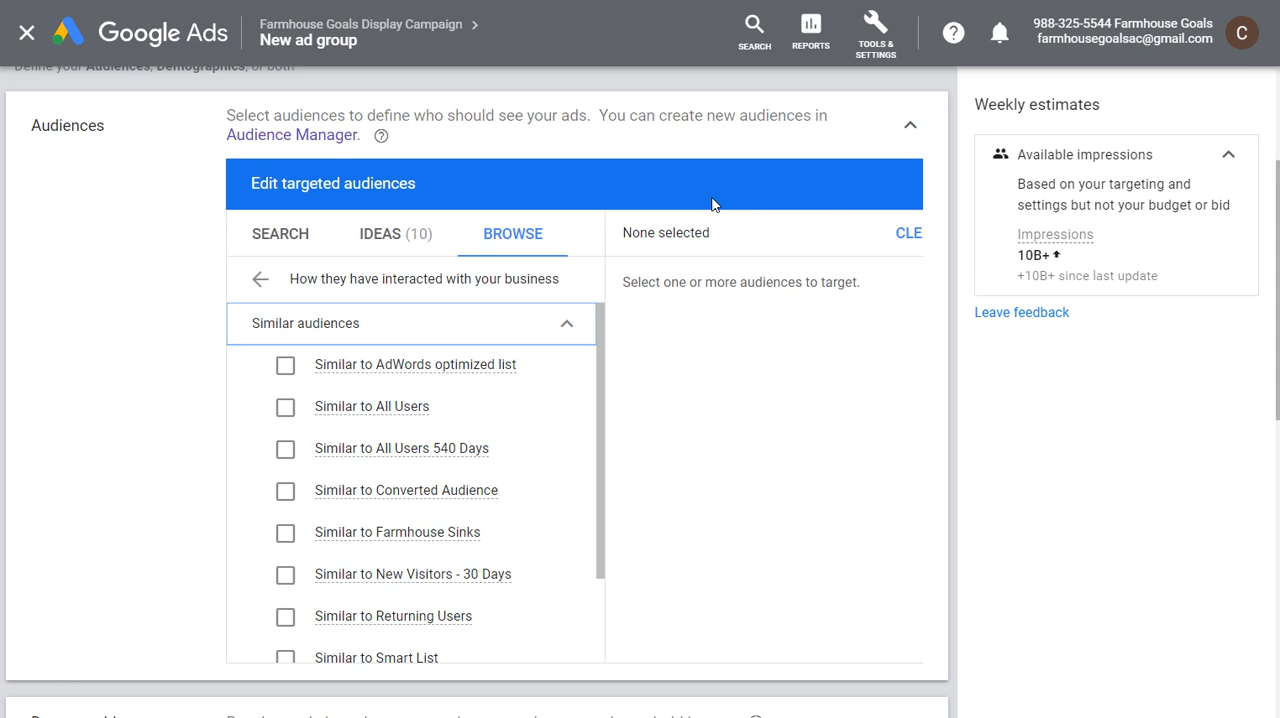 Google Ads
Farmhouse Goals Display Campaign
New ad group
SEARCH
REPORTS
TOOLS &
SETTINGS
988-325-5544 Farmhouse Goals
farmhousegoalsac@gmail.com
C
Define your Audiences, Demographics, or both
Audiences
Select audiences to define who should see your ads. You can create new audiences in
Audience Manager.
Edit targeted audiences
SEARCH
IDEAS (10)
BROWSE
None selected
CLE
How they have interacted with your business
Select one or more audiences to target.
Similar audiences
Similar to AdWords optimized list
Similar to All Users
Similar to All Users 540 Days
Similar to Converted Audience
Similar to Farmhouse Sinks
Similar to New Visitors - 30 Days
Similar to Returning Users
Similar to Smart List
Weekly estimates
Available impressions
Based on your targeting and
settings but not your budget or bid
Impressions
10B+
+10B+ since last update
Leave feedback